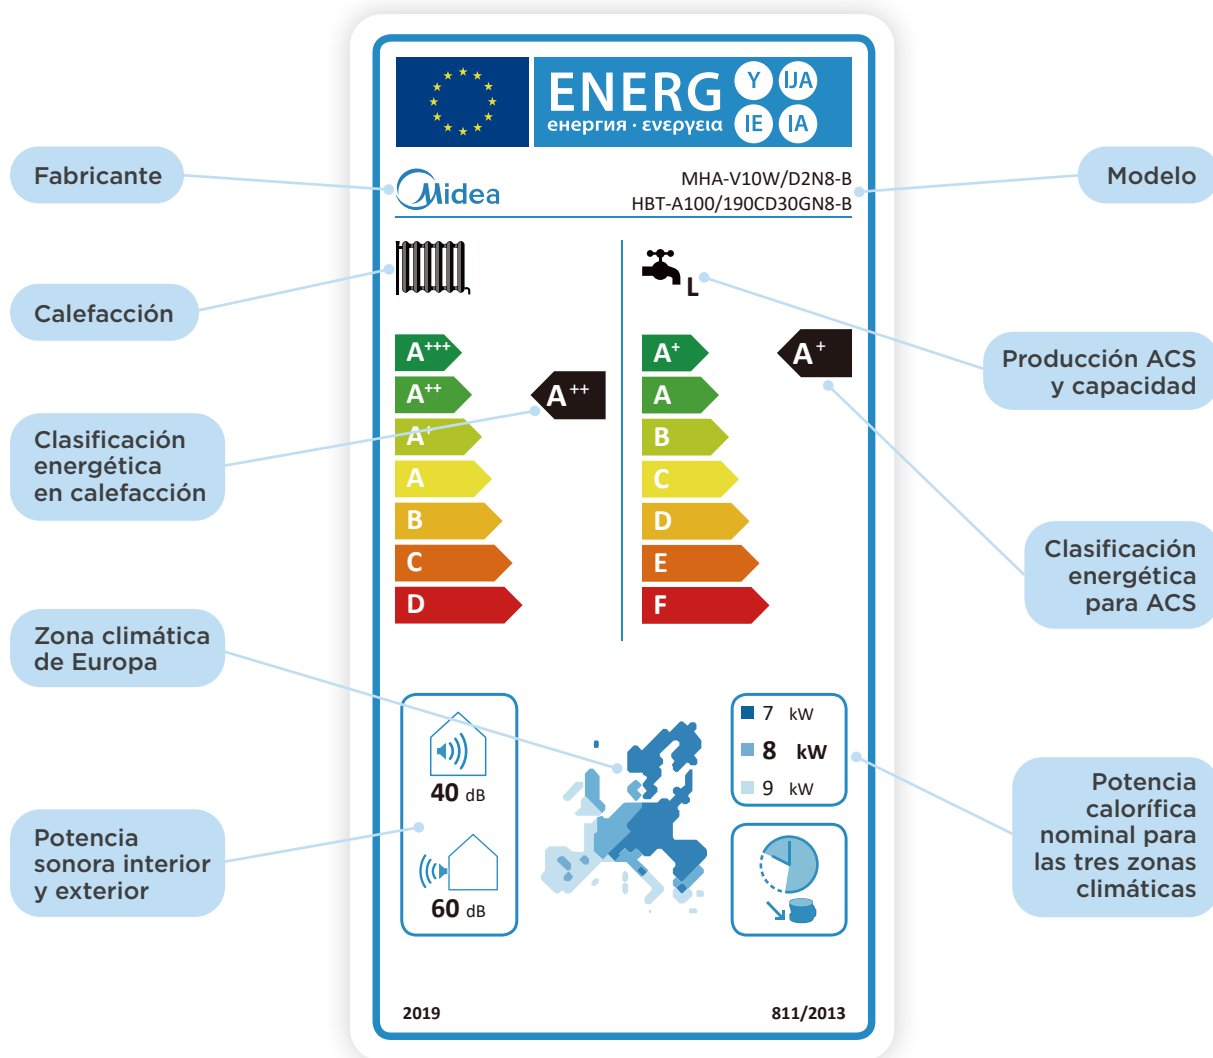 ENERG
енергия · ενεργεια
Y
IJA
IE
IA
Fabricante
Midea
MHA-V10W/D2N8-B
HBT-A100/190CD30GN8-B
Modelo
Calefacción
L
Producción ACS
y capacidad
A+++
A++
A+
A
B
C
D
A++
A+
A
B
C
D
E
F
A+
Clasificación
energética
en calefacción
Clasificación
energética
para ACS
Zona climática
de Europa
Potencia
sonora interior
y exterior
40 dB
60 dB
7 kW
8 kW
9 kW
Potencia
calorífica
nominal para
las tres zonas
climáticas
2019
811/2013